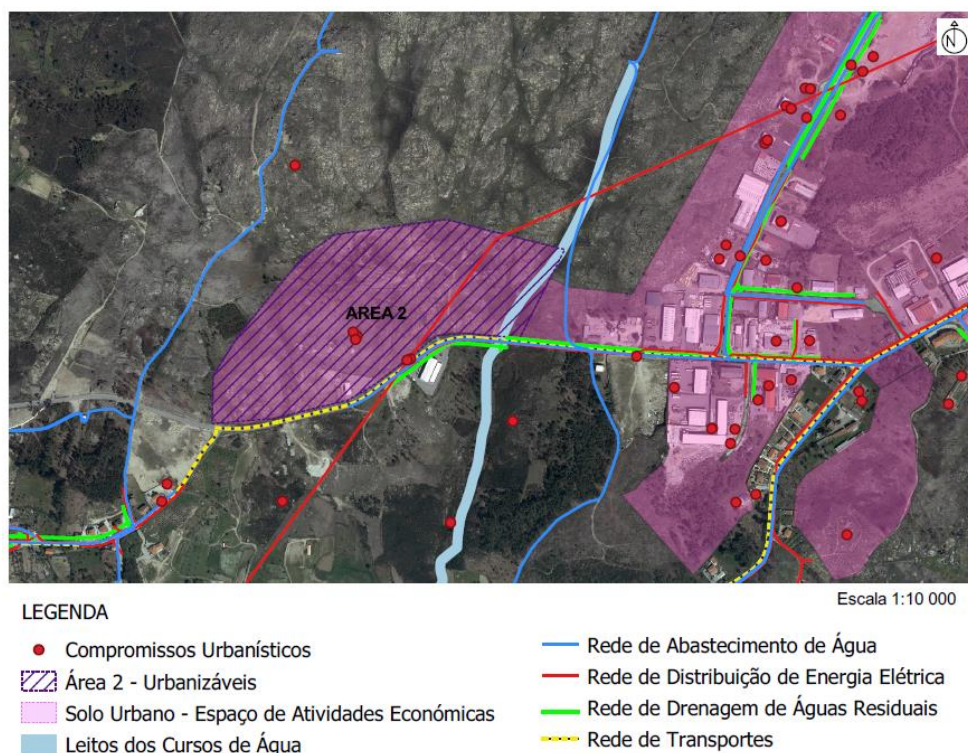 N
AREA 2
Escala 1:10 000
LEGENDA
Compromissos Urbanísticos
Área 2 - Urbanizáveis
Solo Urbano - Espaço de Atividades Económicas
Leitos dos Cursos de Água
Rede de Abastecimento de Água
Rede de Distribuição de Energia Elétrica
Rede de Drenagem de Águas Residuais
Rede de Transportes